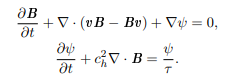 ∂𝑩/∂t + ∇ · (𝒗𝑩 − 𝑩𝒗) + ∇ψ = 0,
∂ψ/∂t + c_h^2 ∇ · 𝑩 = ψ/τ.